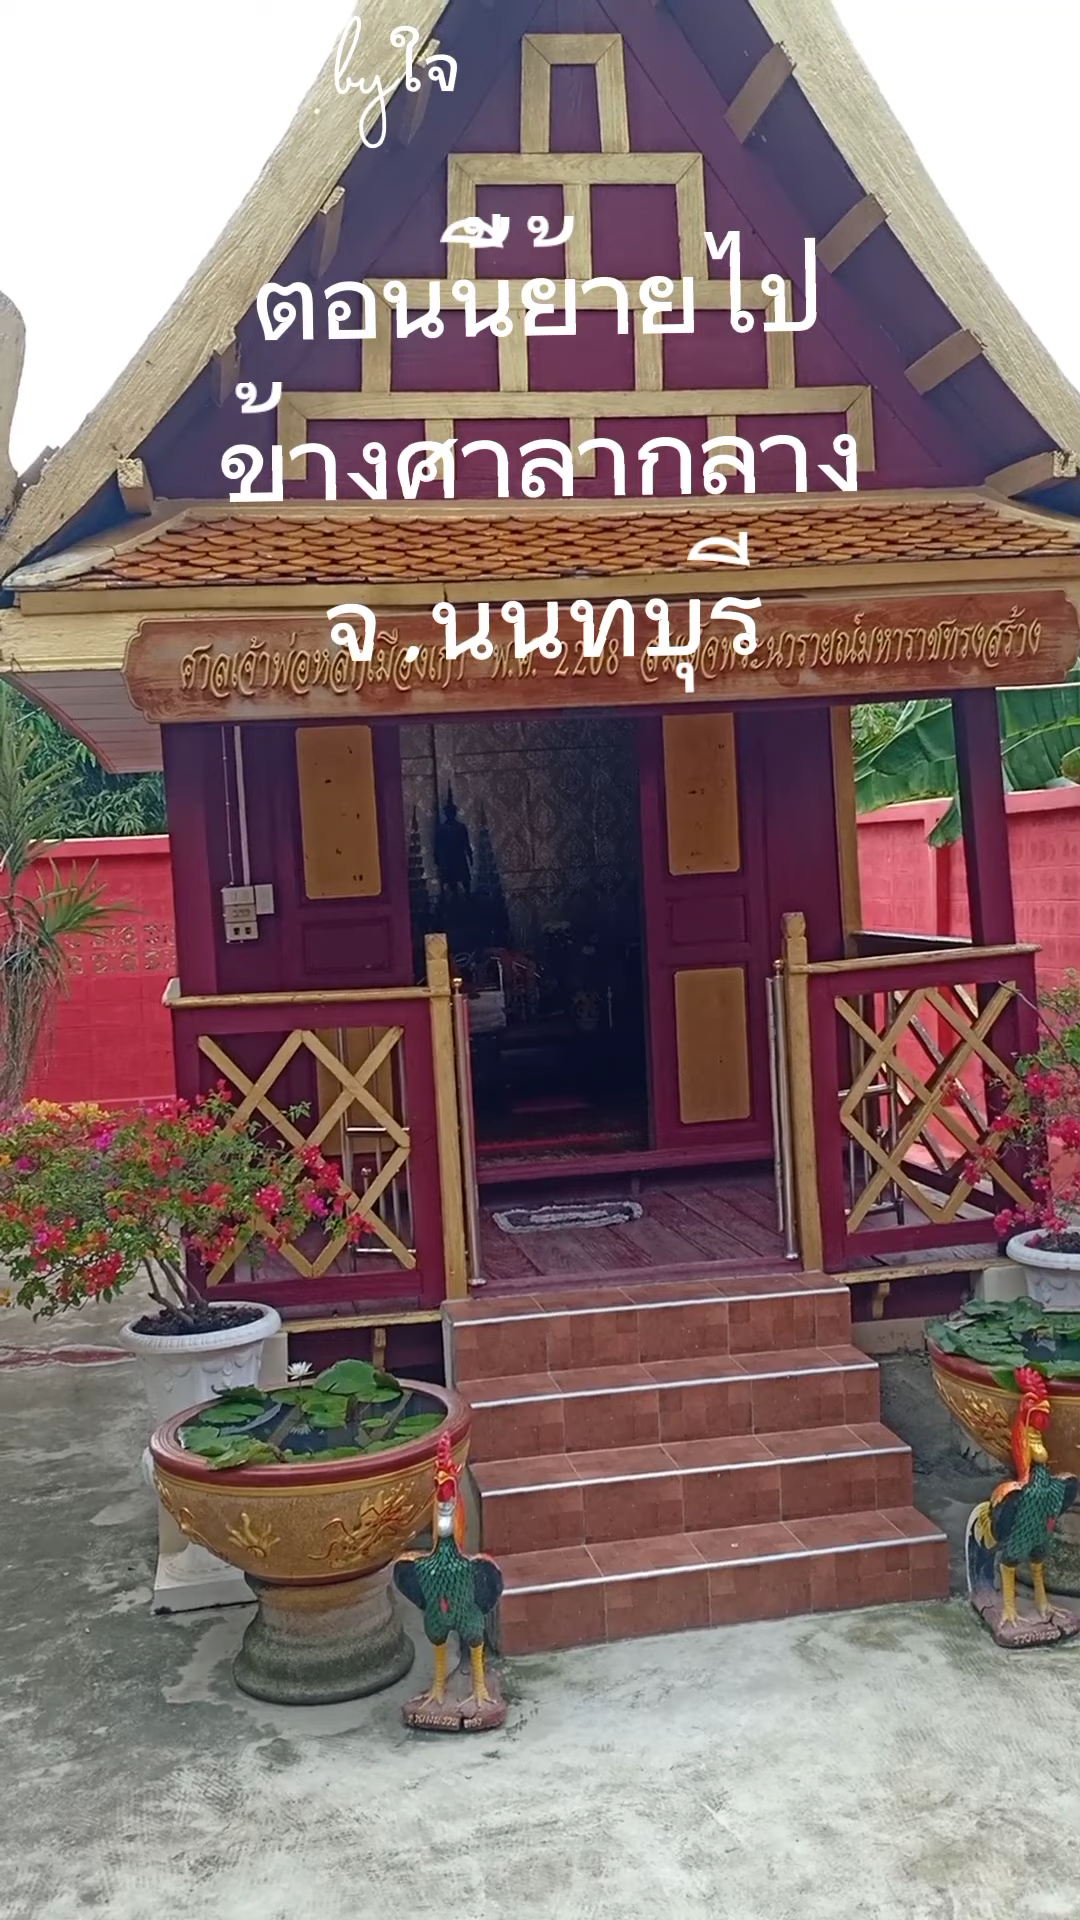 by ใจ
ตอนนี้ย้ายไป
ข้างศาลากลาง
จ.นนทบุรี
ศาลเจ้าพ่อหลักเมืองเก่า พ.ศ. 2208 สมเด็จพระนารายณ์มหาราชทรงสร้าง